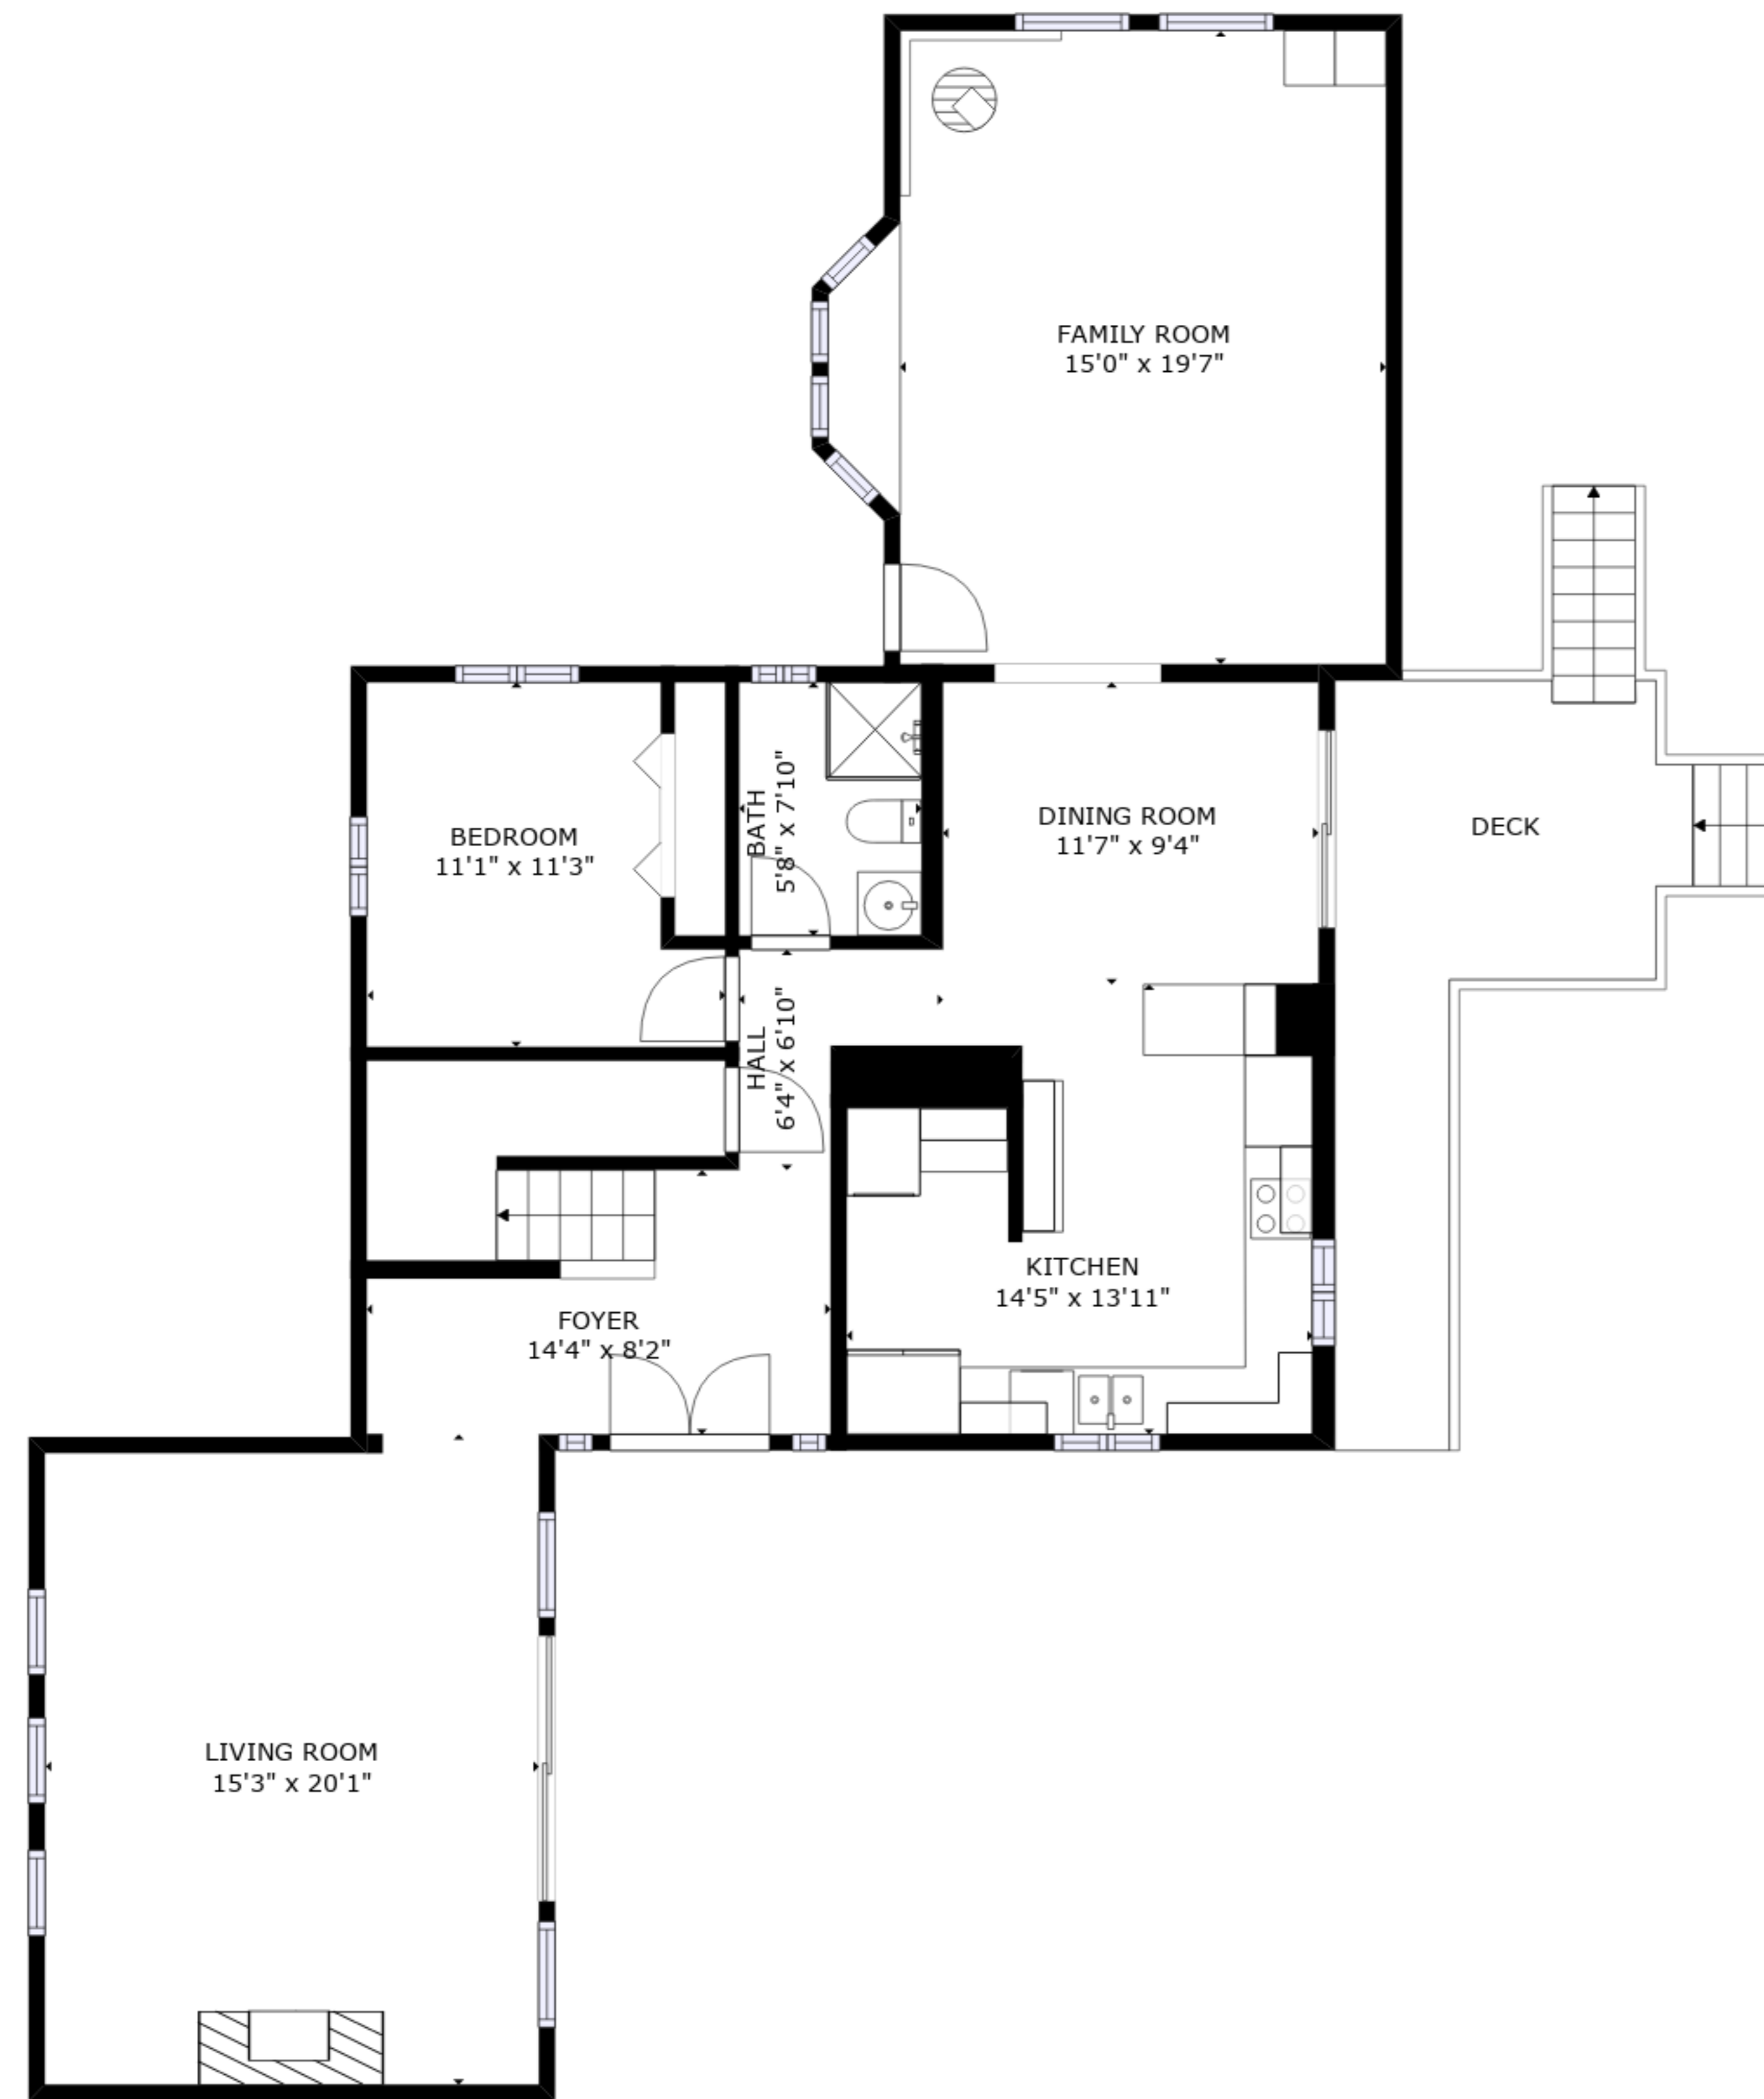 FAMILY ROOM
15'0" x 19'7"
BEDROOM
11'1" x 11'3"
BATH
5'8" x 7'10"
DINING ROOM
11'7" x 9'4"
DECK
HALL
6'4" x 6'10"
KITCHEN
14'5" x 13'11"
FOYER
14'4" x 8'2"
LIVING ROOM
15'3" x 20'1"